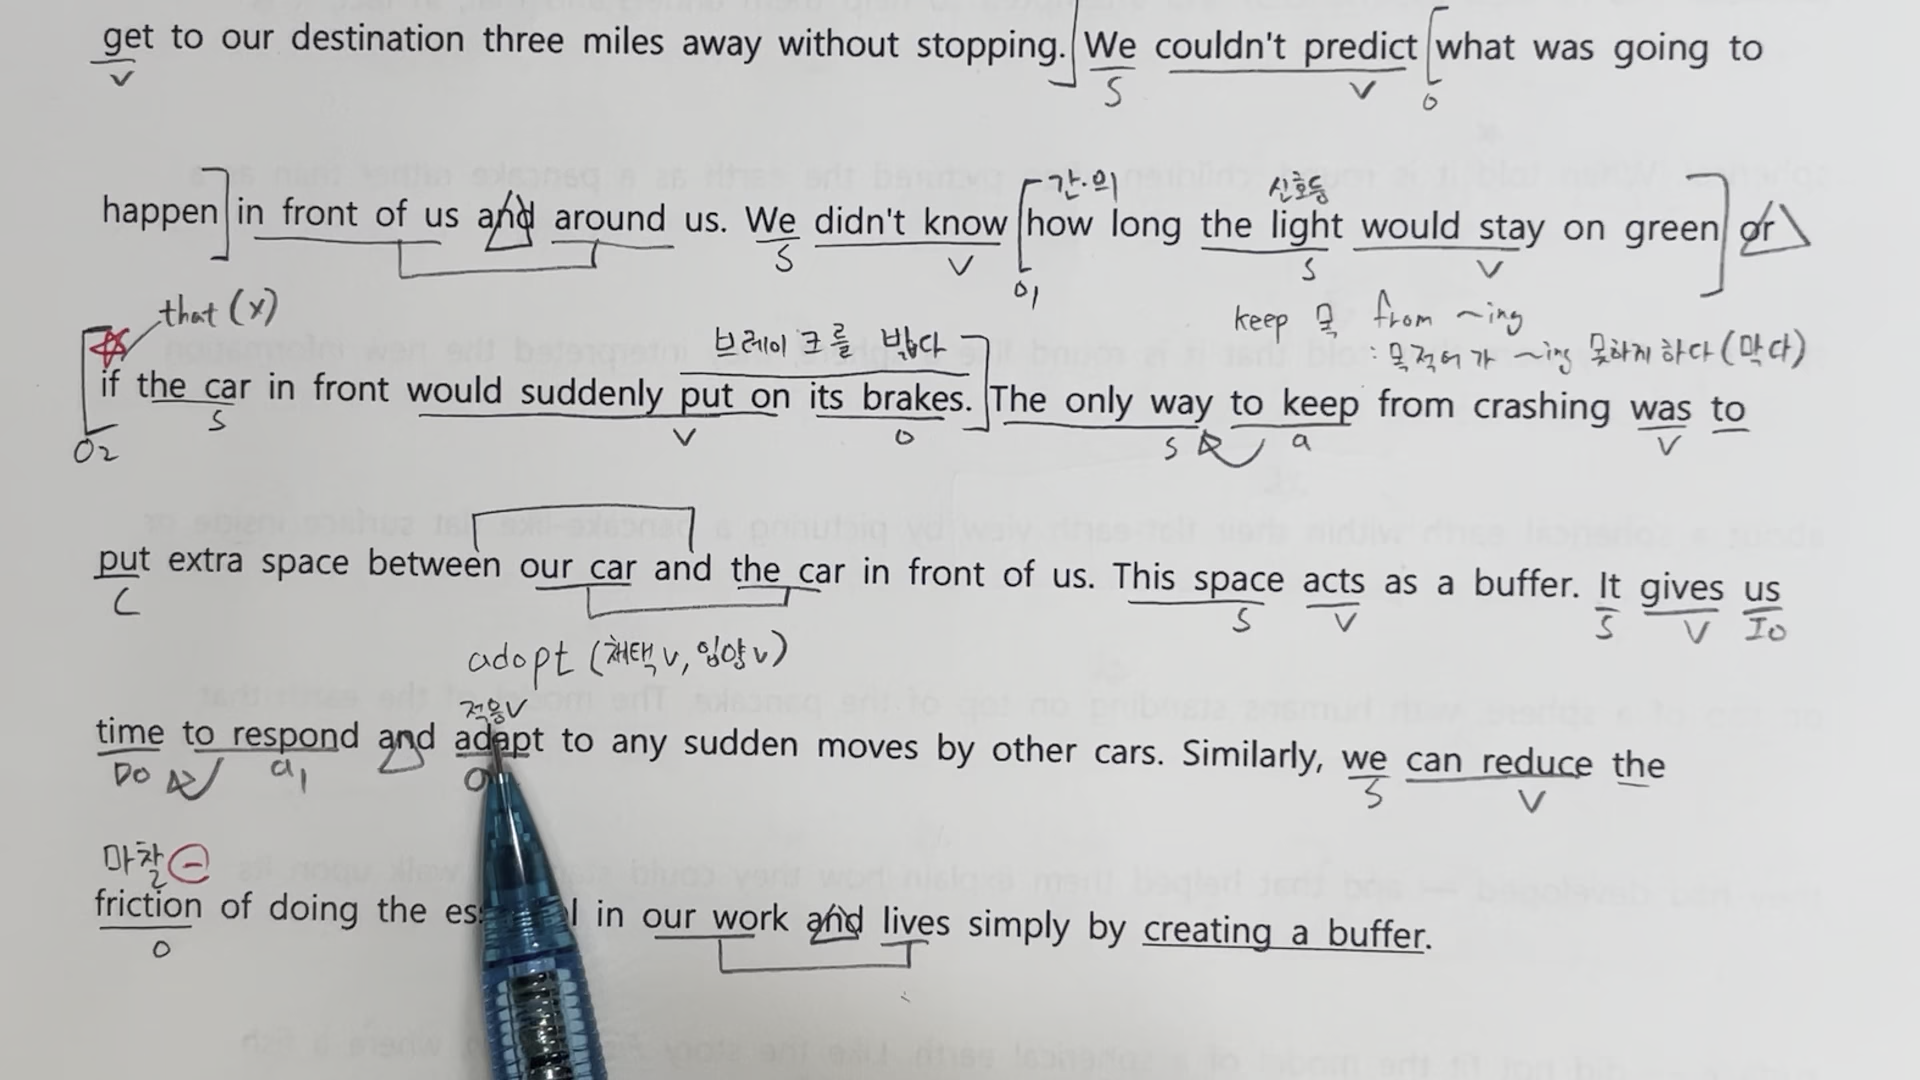 get to our destination three miles away without stopping. We couldn't predict what was going to
V S V O
간·의 신호등
happen in front of us and around us. We didn't know how long the light would stay on green or
S V O1 S V
that (x) 브레이크를 밟다 keep 목 from ~ing
: 목적어가 ~ing 못하게 하다 (막다)
if the car in front would suddenly put on its brakes. The only way to keep from crashing was to
O2 S V O S a V
put extra space between our car and the car in front of us. This space acts as a buffer. It gives us
C S V S V IO
adopt (채택v, 입양v)
적응v
time to respond and adapt to any sudden moves by other cars. Similarly, we can reduce the
DO a1 S V
마찰 -
friction of doing the es l in our work and lives simply by creating a buffer.
O